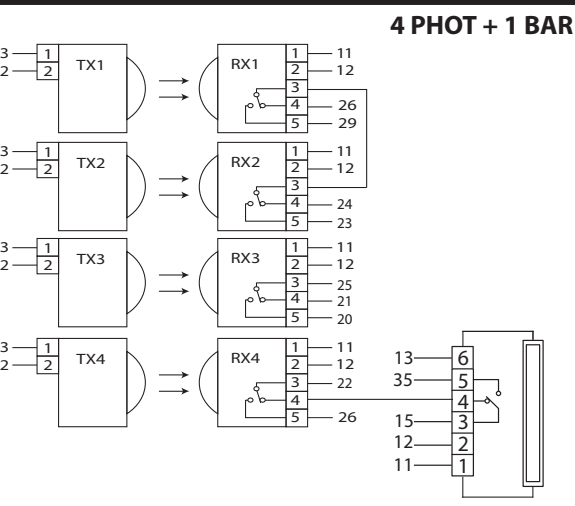 4 PHOT + 1 BAR
3 1 TX1 RX1 1 11
2 2 2 12
3
4 26
5 29
3 1 TX2 RX2 1 11
2 2 2 12
3
4 24
5 23
3 1 TX3 RX3 1 11
2 2 2 12
3 25
4 21
5 20
3 1 TX4 RX4 1 11
2 2 2 12
3 22
4
5 26
13 6
35 5
4
15 3
12 2
11 1